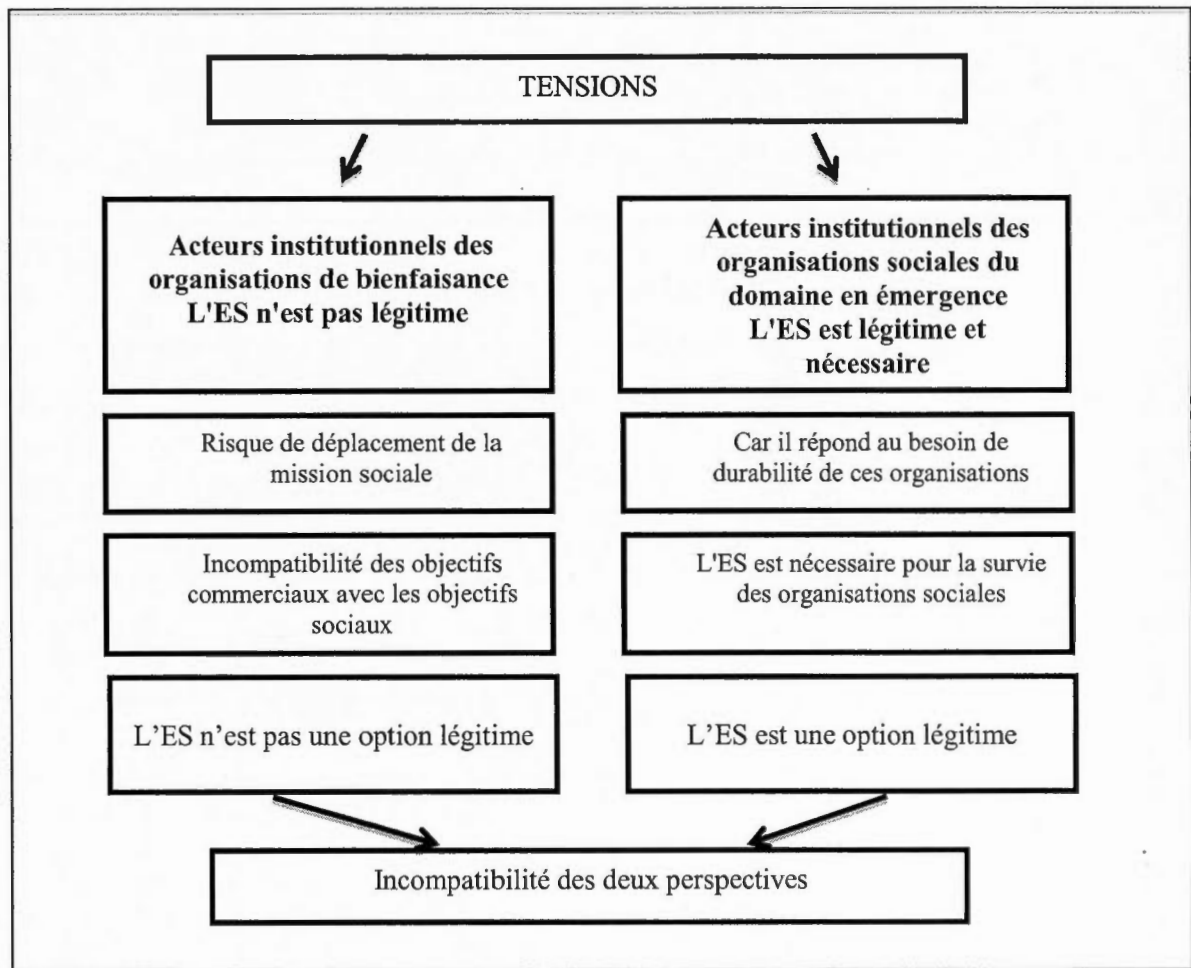 TENSIONS
Acteurs institutionnels des
organisations de bienfaisance
L'ES n'est pas légitime
Risque de déplacement de la
mission sociale
Incompatibilité des objectifs
commerciaux avec les objectifs
sociaux
L’ES n’est pas une option légitime
Acteurs institutionnels des
organisations sociales du
domaine en émergence
L'ES est légitime et
nécessaire
Car il répond au besoin de
durabilité de ces organisations
L'ES est nécessaire pour la survie
des organisations sociales
L’ES est une option légitime
Incompatibilité des deux perspectives